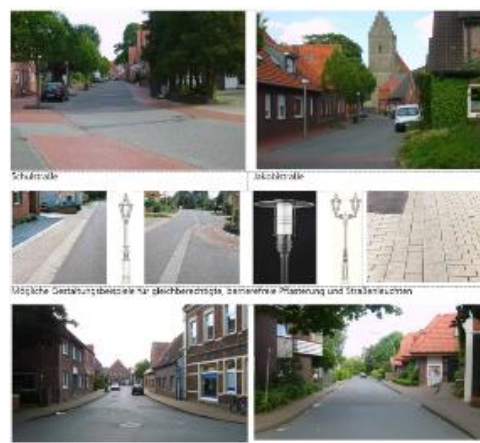 Schulstraße
Jakobistraße
Mögliche Gestaltungsbeispiele für gleichberechtigte, barrierefreie Pflasterung und Straßenleuchten